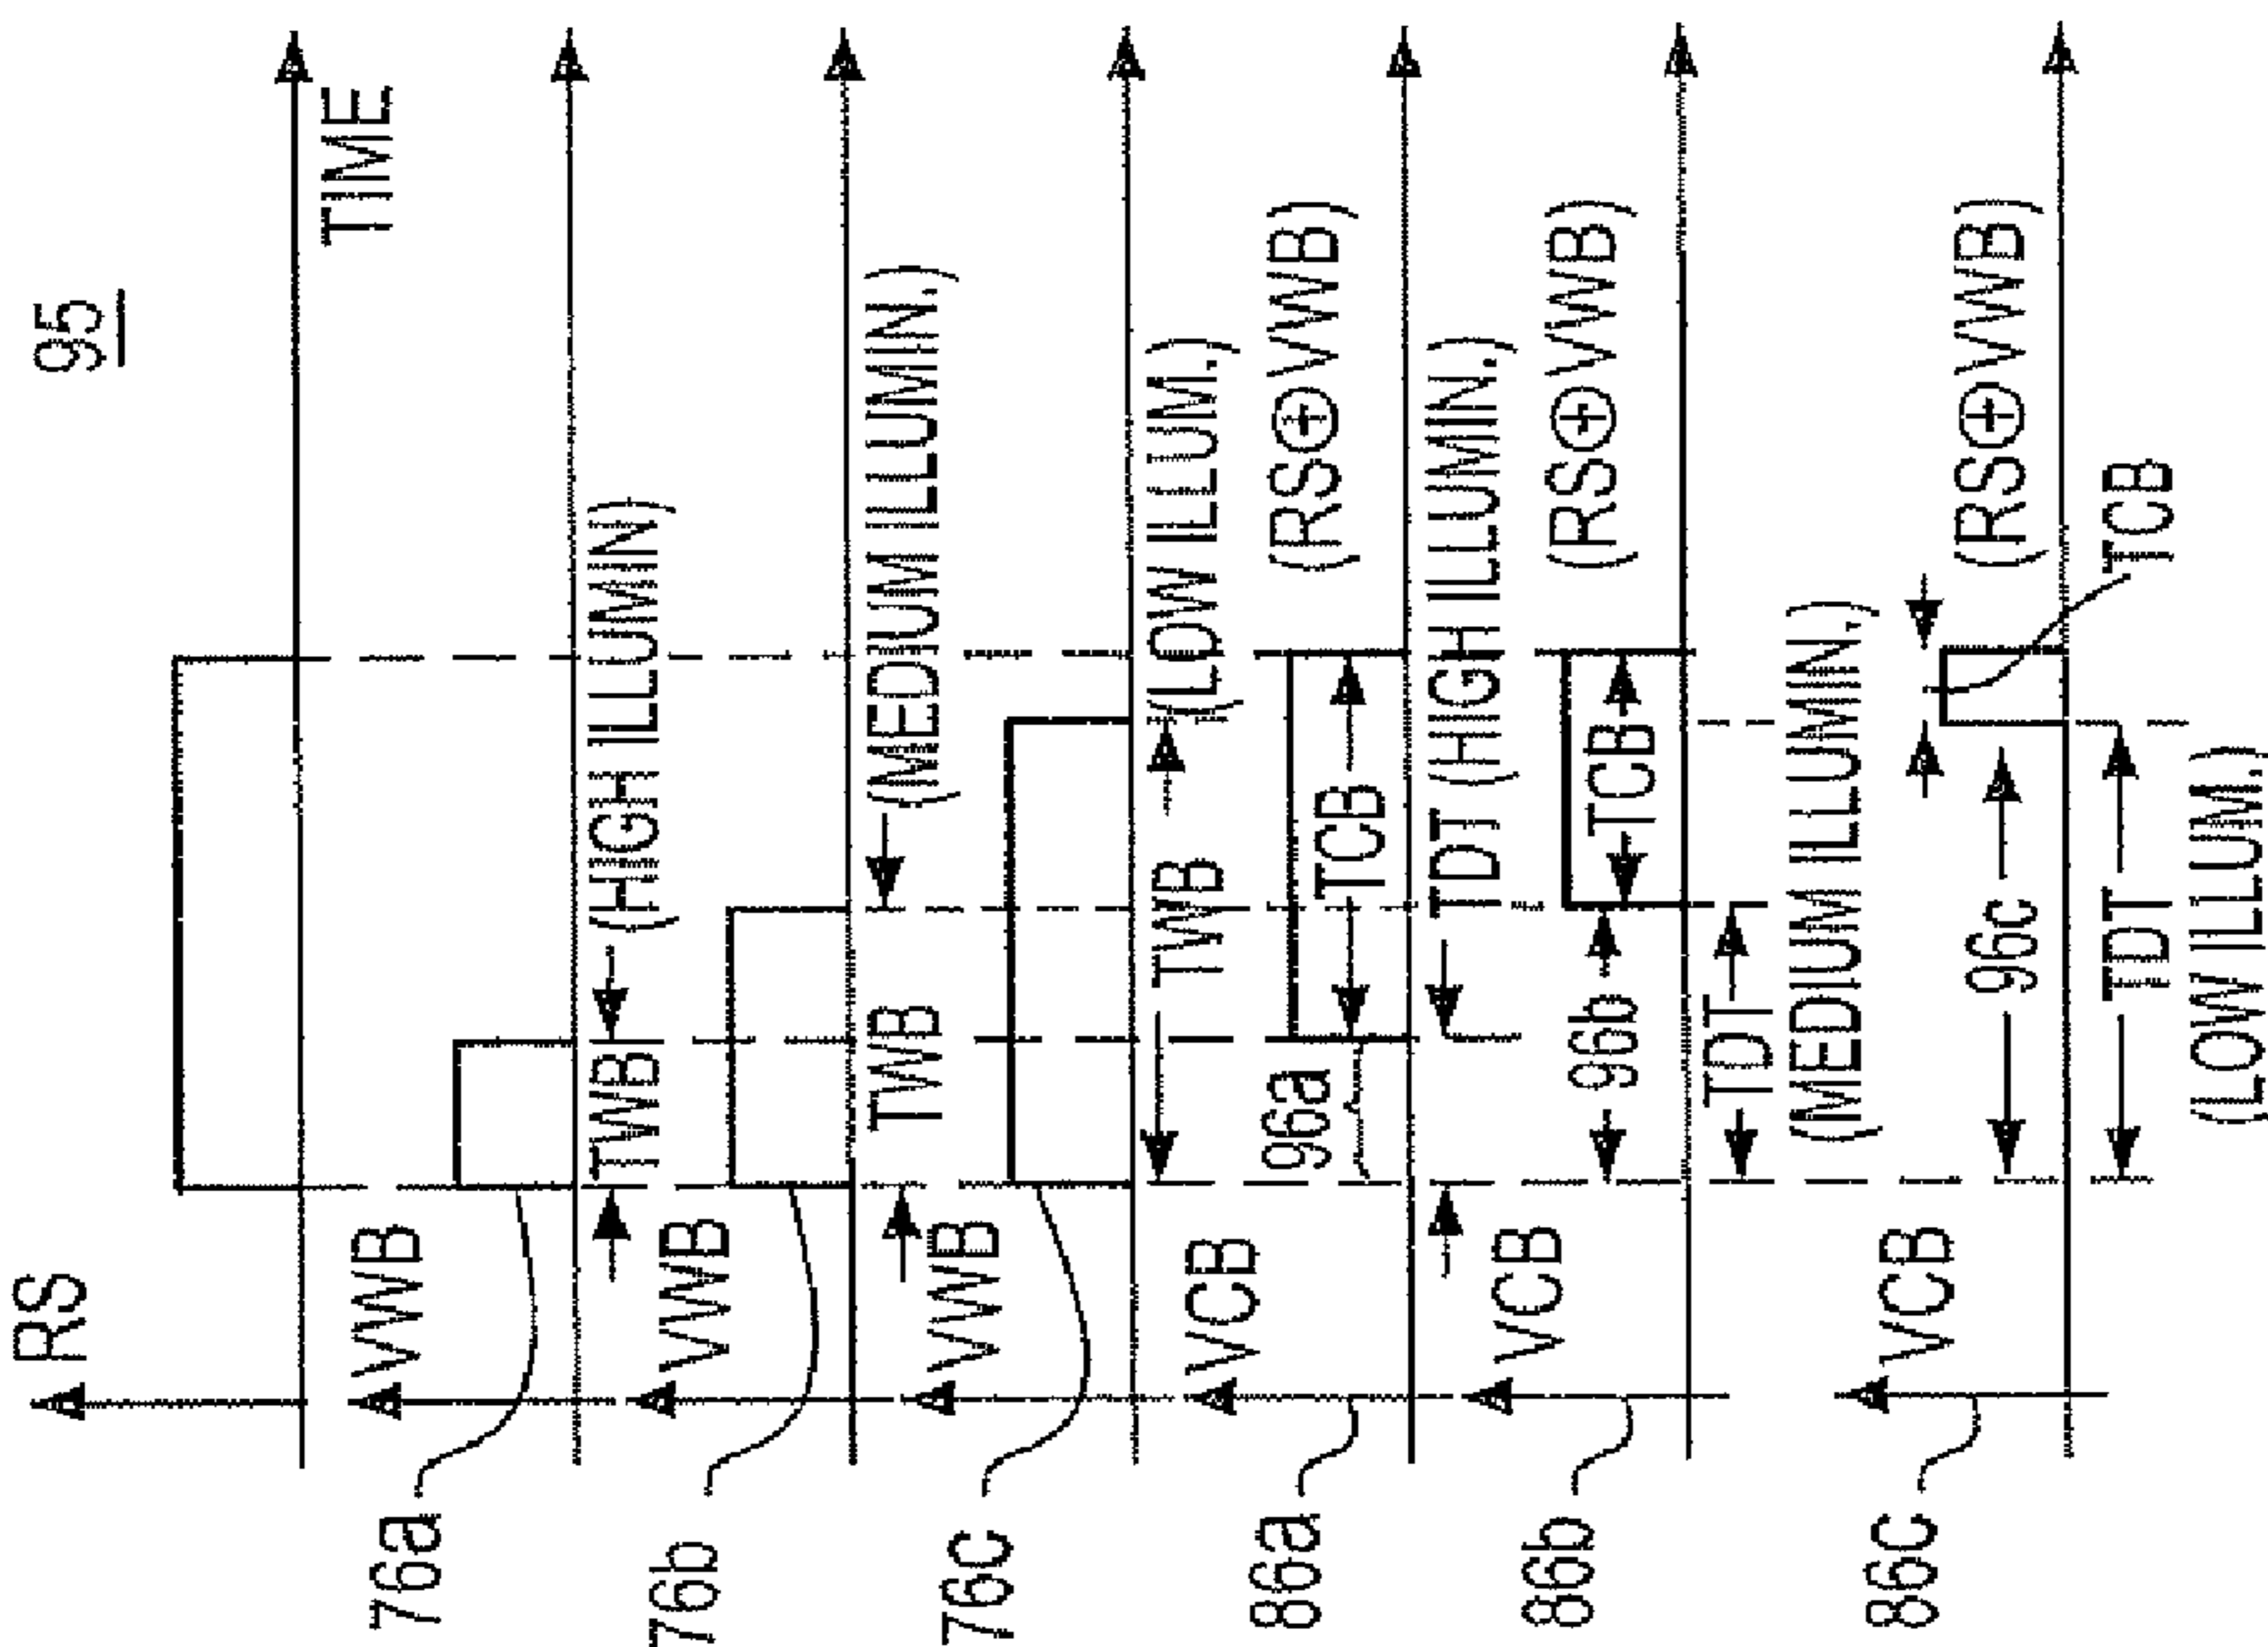 95
RS
TIME
VWB
76a
TWB
(HIGH ILLUMIN)
VWB
76b
TWB
(MEDIUM ILLUMIN.)
VWB
76c
TWB
(LOW ILLUM.)
VCB
86a
96a
TCB
(RS⊕VWB)
TDT (HIGH ILLUMIN.)
VCB
86b
96b
TCB
(RS⊕VWB)
TDT
(MEDIUM ILLUMIN.)
VCB
86c
96c
(RS⊕VWB)
TCB
TDT
(LOW ILLUM.)